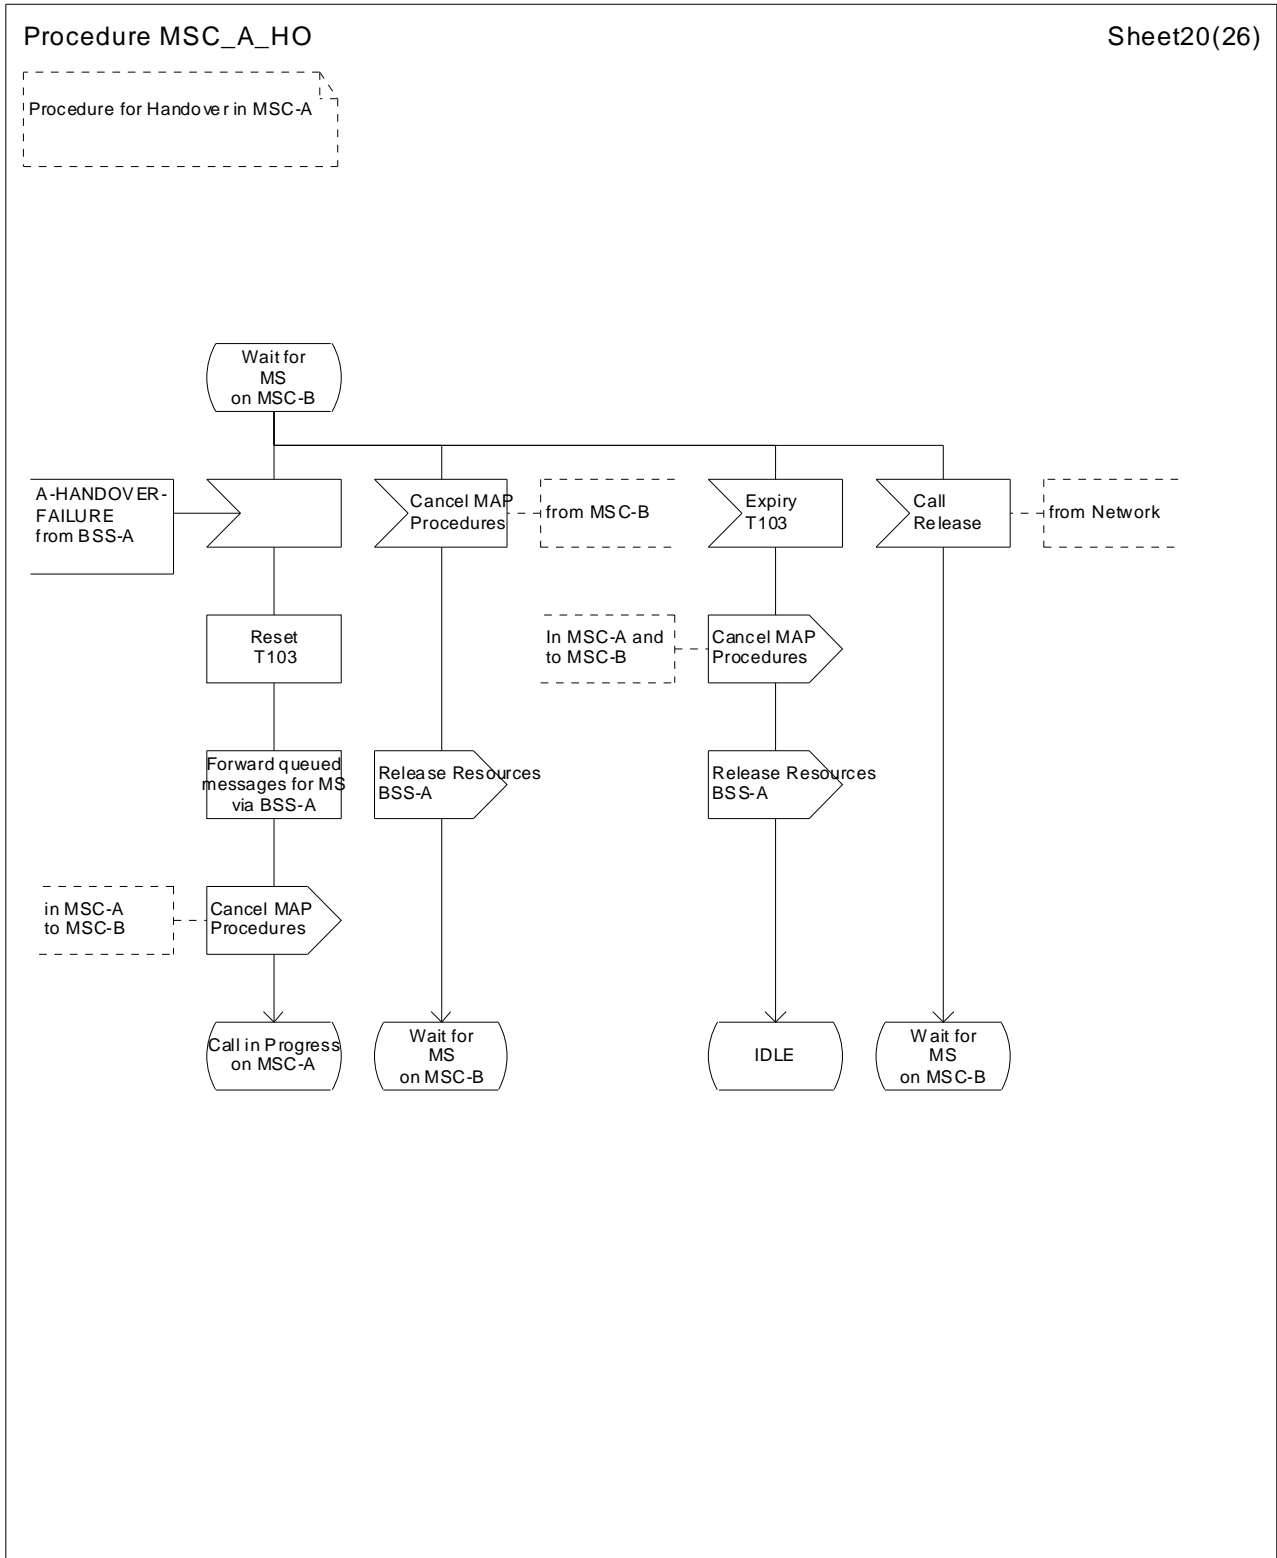 Procedure MSC_A_HO
Sheet20(26)
Procedure for Handover in MSC-A
Wait for
MS
on MSC-B
A-HANDOVER-
FAILURE
from BSS-A
Cancel MAP
Procedures
from MSC-B
Expiry
T103
Call
Release
from Network
Reset
T103
In MSC-A and
to MSC-B
Cancel MAP
Procedures
Forward queued
messages for MS
via BSS-A
Release Resources
BSS-A
Release Resources
BSS-A
in MSC-A
to MSC-B
Cancel MAP
Procedures
Call in Progress
on MSC-A
Wait for
MS
on MSC-B
IDLE
Wait for
MS
on MSC-B